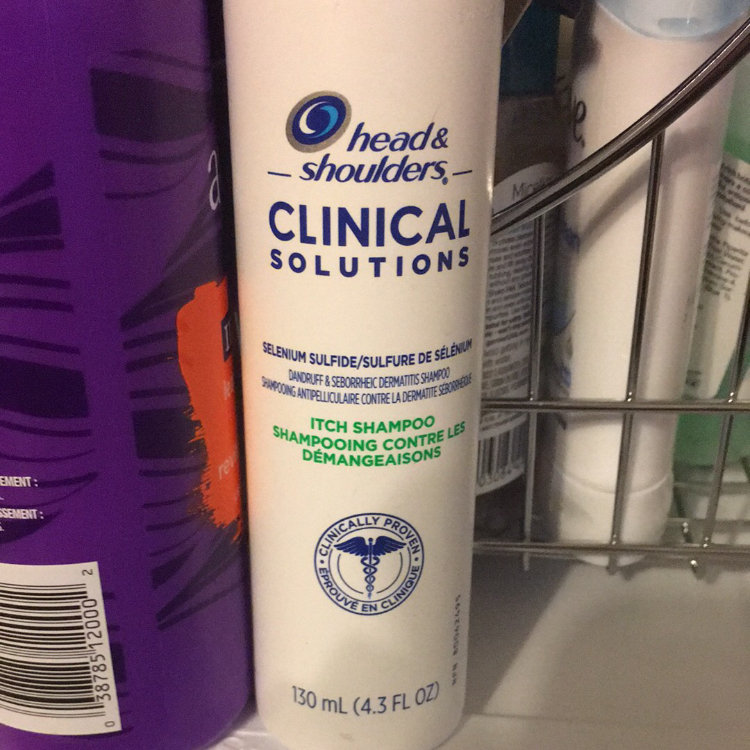 head &
shoulders
CLINICAL
SOLUTIONS
SELENIUM SULFIDE/SULFURE DE SÉLÉNIUM
DANDRUFF & SEBORRHEIC DERMATITIS SHAMPOO
SHAMPOOING ANTIPELLICULAIRE CONTRE LA DERMATITE SÉBORRHÉIQUE
ITCH SHAMPOO
SHAMPOOING CONTRE LES
DÉMANGEAISONS
CLINICALLY PROVEN
ÉPROUVÉ EN CLINIQUE
130 mL (4.3 FL OZ)
EMENT :
SSEMENT :
0 38785 12000 2